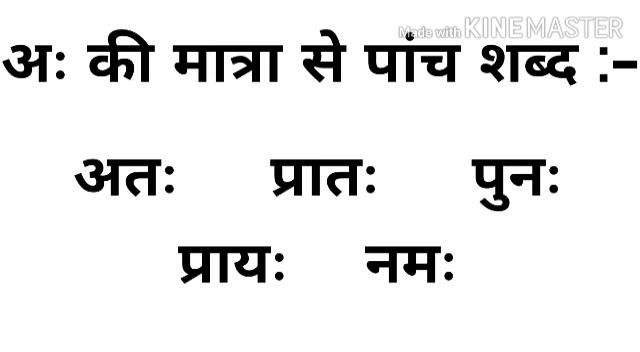 Made with KINEMASTER
अः की मात्रा से पांच शब्द :-
अतः प्रातः पुनः
प्रायः नमः